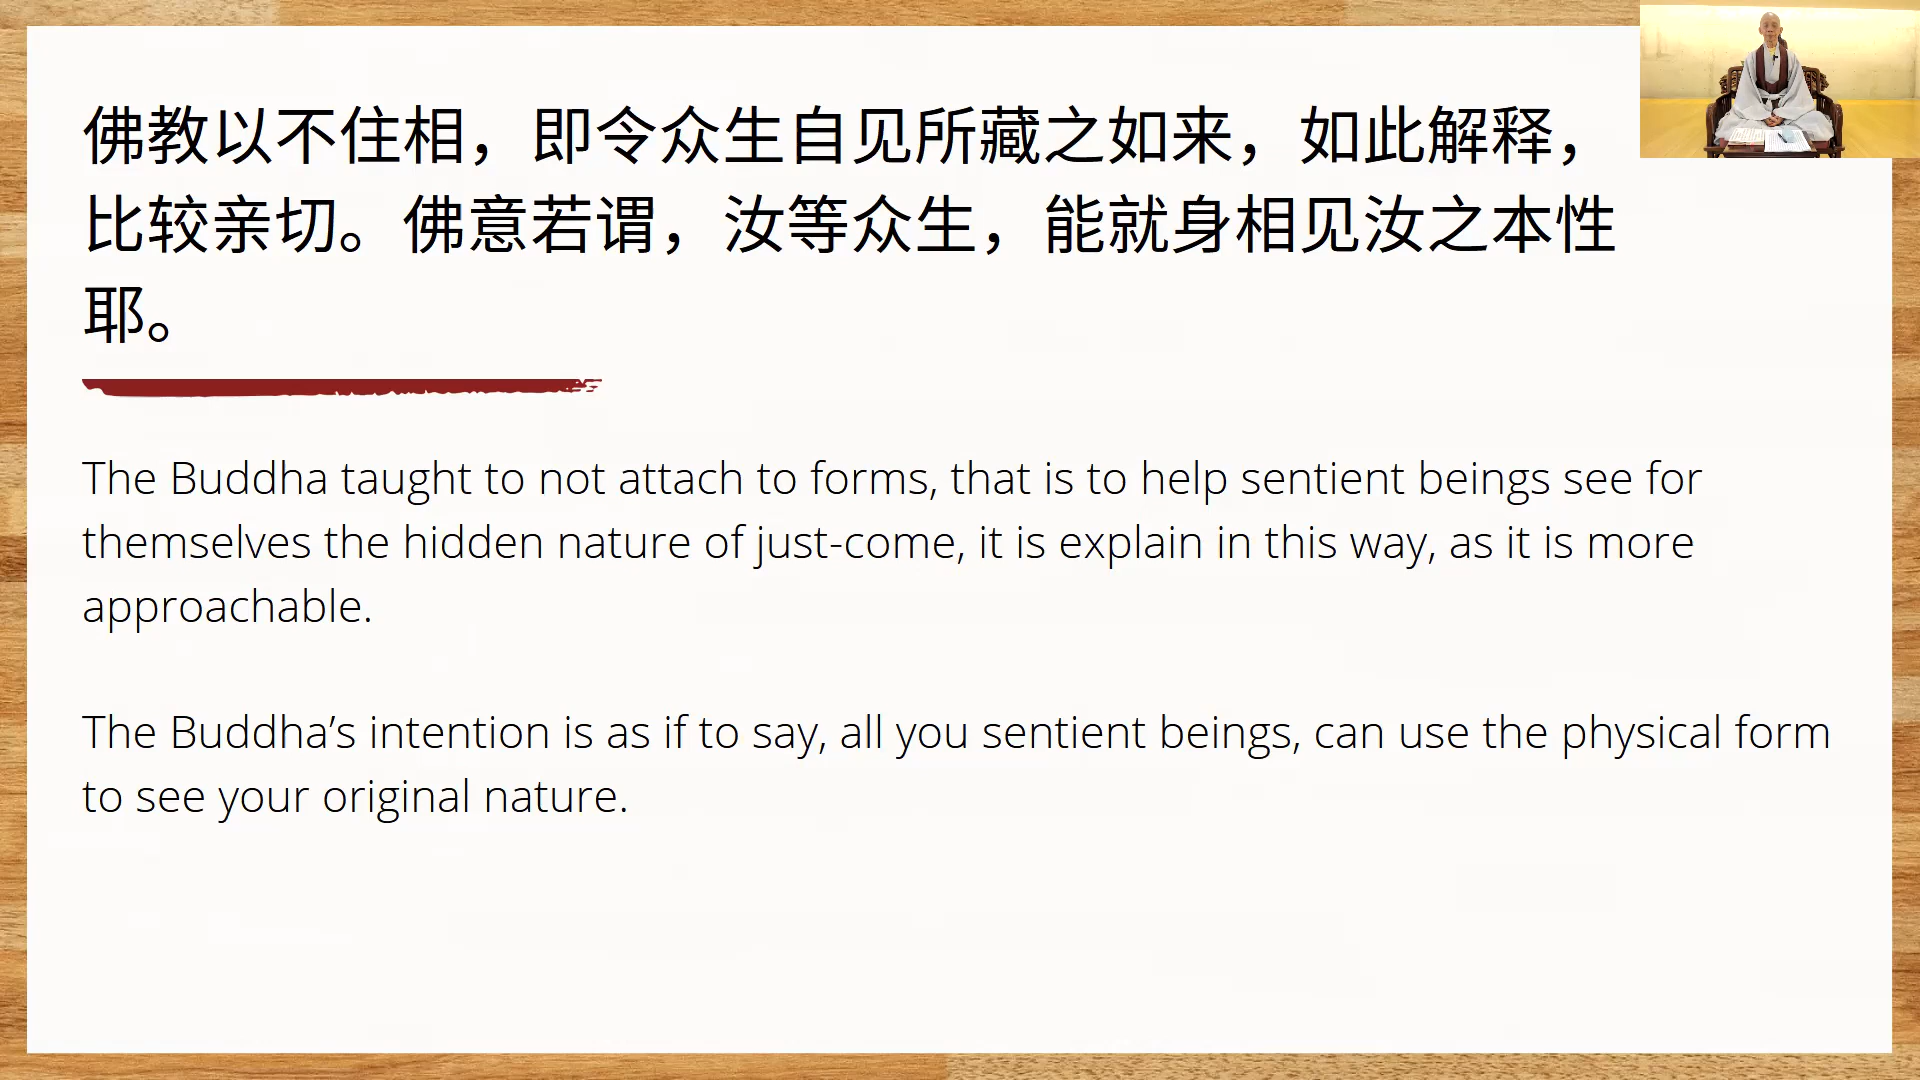 佛教以不住相，即令众生自见所藏之如来，如此解释，
比较亲切。佛意若谓，汝等众生，能就身相见汝之本性
耶。
The Buddha taught to not attach to forms, that is to help sentient beings see for
themselves the hidden nature of just-come, it is explain in this way, as it is more
approachable.
The Buddha’s intention is as if to say, all you sentient beings, can use the physical form
to see your original nature.